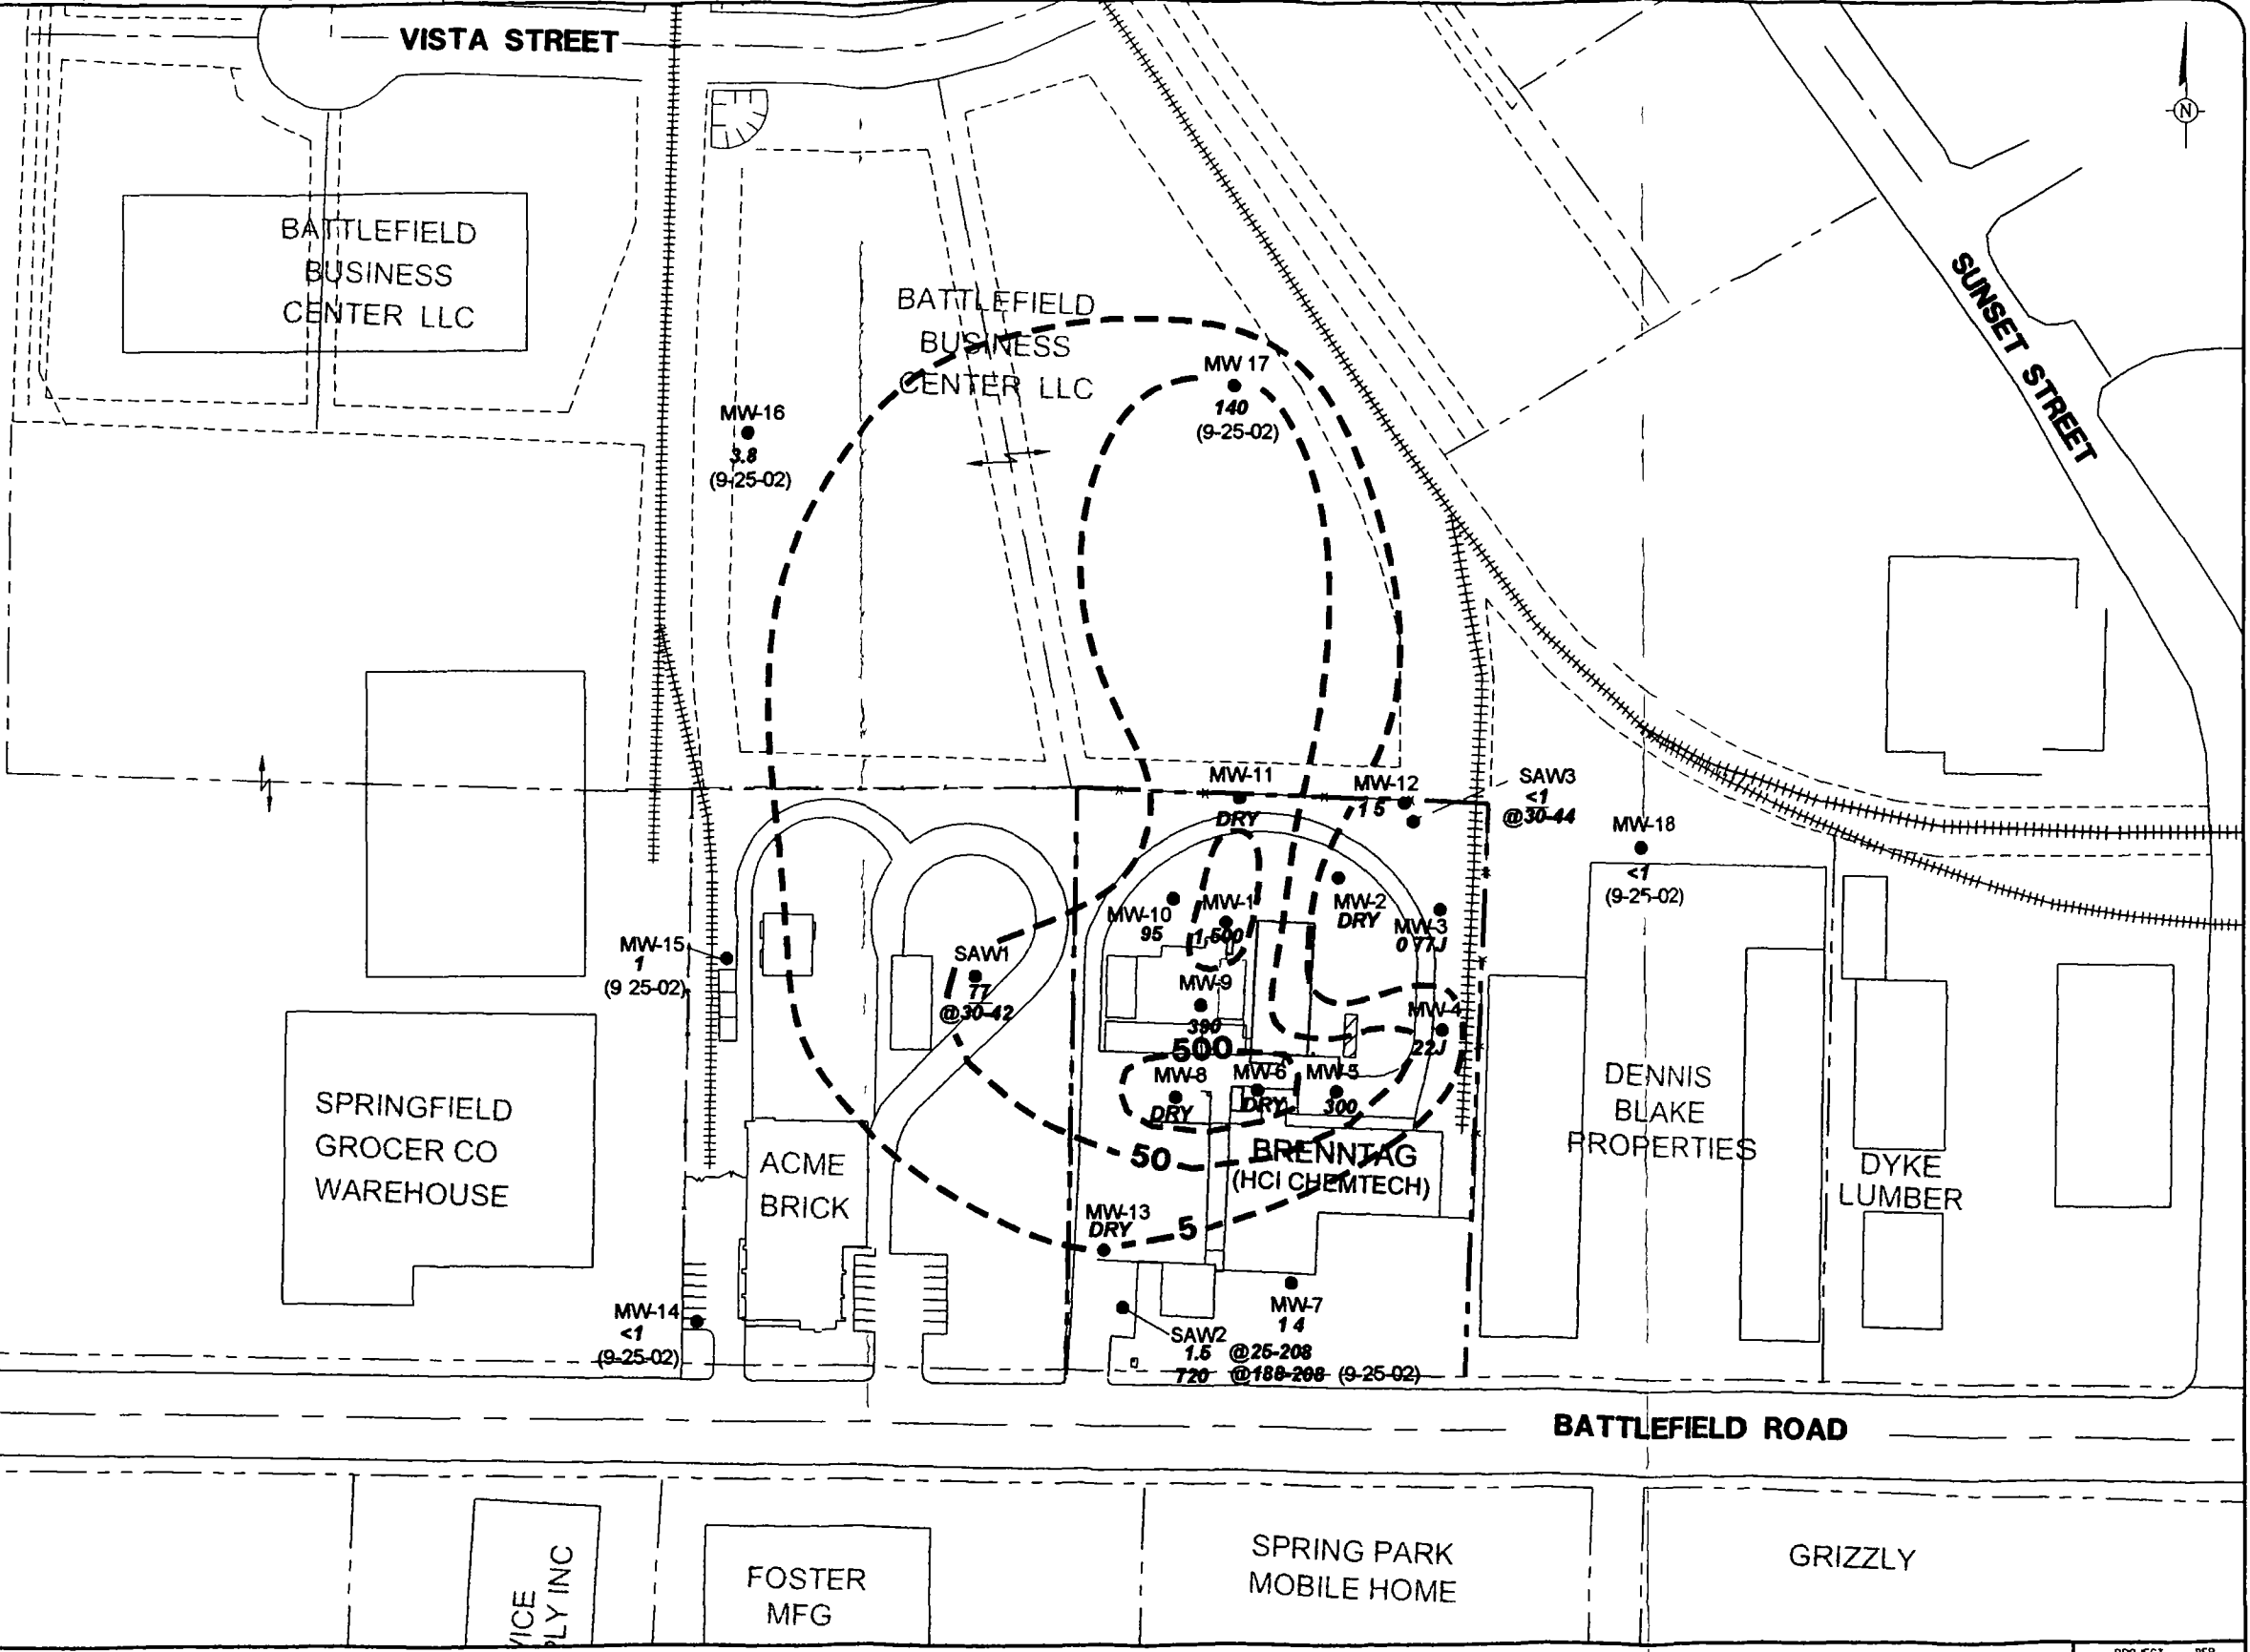 VISTA STREET
N
BATTLEFIELD
BUSINESS
CENTER LLC
BATTLEFIELD
BUSINESS
CENTER LLC
SUNSET STREET
MW 17
140
(9-25-02)
MW-16
3.8
(9-25-02)
MW-11
DRY
MW-12
1 5
SAW3
<1
@30-44
MW-18
<1
(9-25-02)
MW-10
95
MW-1
1,500
MW-2
DRY
MW-3
0 77J
MW-15
1
(9 25-02)
SAW1
77
@30-42
MW-9
390
MW-4
22J
500
MW-8
DRY
MW-6
DRY
MW-5
300
SPRINGFIELD
GROCER CO
WAREHOUSE
ACME
BRICK
50
BRENNTAG
(HCI CHEMTECH)
DENNIS
BLAKE
PROPERTIES
DYKE
LUMBER
MW-13
DRY
5
MW-14
<1
(9-25-02)
MW-7
1 4
SAW2
1.5 @25-208
720 @188-208 (9-25-02)
BATTLEFIELD ROAD
VICE
PLY INC
FOSTER
MFG
SPRING PARK
MOBILE HOME
GRIZZLY